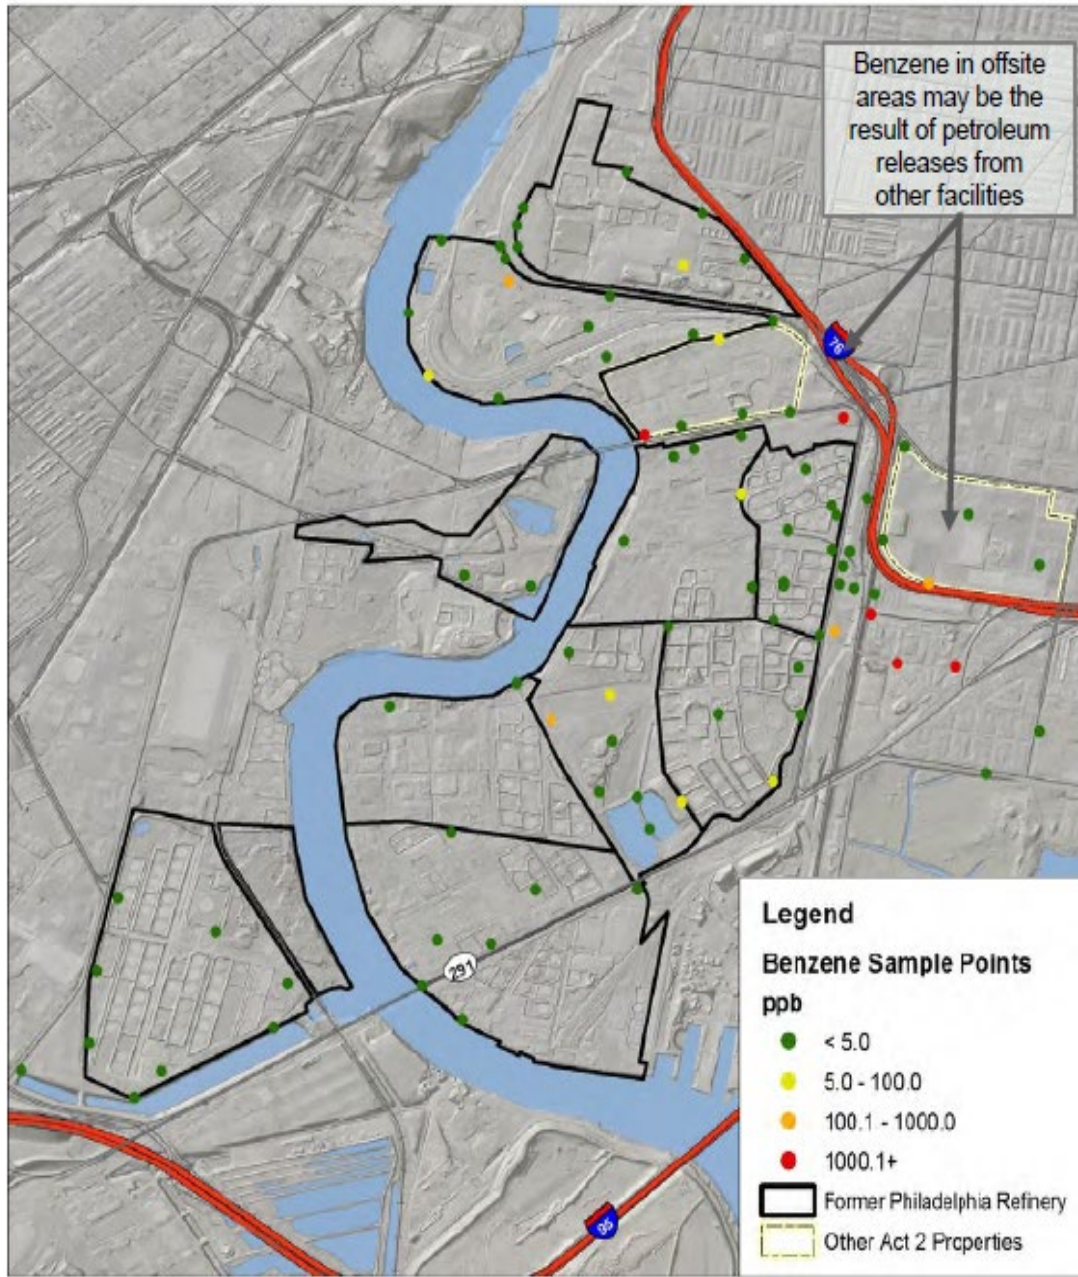 Benzene in offsite
areas may be the
result of petroleum
releases from
other facilities
76
291
95
Legend
Benzene Sample Points
ppb
< 5.0
5.0 - 100.0
100.1 - 1000.0
1000.1+
Former Philadelphia Refinery
Other Act 2 Properties